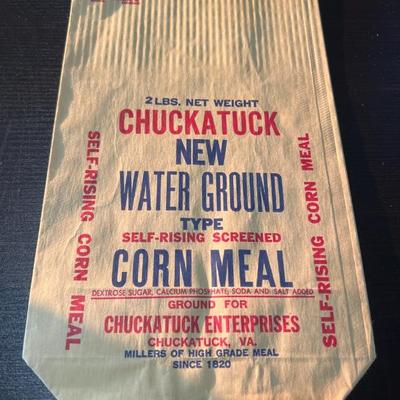 2 LBS. NET WEIGHT
CHUCKATUCK
NEW
WATER GROUND
TYPE
SELF-RISING SCREENED
CORN MEAL
DEXTROSE SUGAR, CALCIUM PHOSPHATE, SODA AND SALT ADDED
GROUND FOR
CHUCKATUCK ENTERPRISES
CHUCKATUCK, VA.
MILLERS OF HIGH GRADE MEAL
SINCE 1820
SELF-RISING CORN MEAL
SELF-RISING CORN MEAL